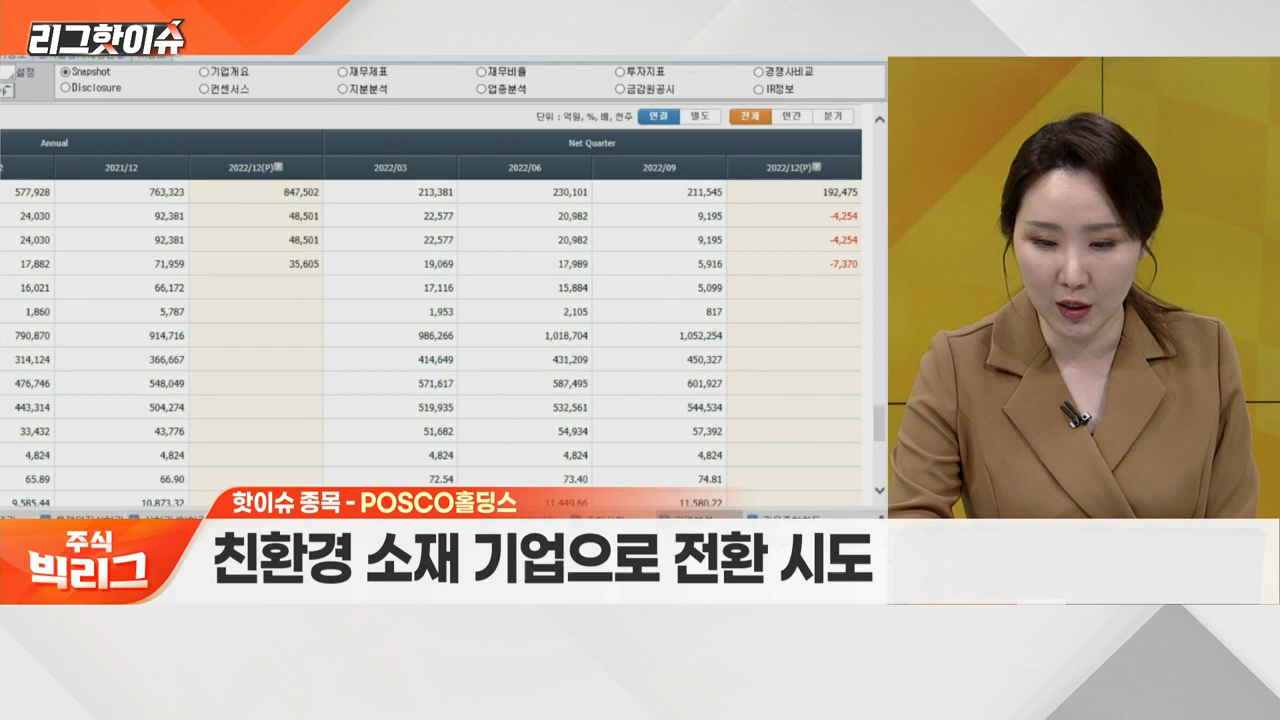 리그핫이슈
설정 Snapshot 기업개요 재무제표 재무비율 투자지표 경쟁사비교
Disclosure 컨센서스 지분분석 업종분석 금감원공시 IR정보
단위 : 억원, %, 배, 천주 연결 별도 전체 연간 분기
Annual Net Quarter
2021/12 2022/12(P) 2022/03 2022/06 2022/09 2022/12(P)
577,928 763,323 847,502 213,381 230,101 211,545 192,475
24,030 92,381 48,501 22,577 20,982 9,195 -4,254
24,030 92,381 48,501 22,577 20,982 9,195 -4,254
17,882 71,959 35,605 19,069 17,989 5,916 -7,370
16,021 66,172 17,116 15,884 5,099
1,860 5,787 1,953 2,105 817
790,870 914,716 986,266 1,018,704 1,052,254
314,124 366,667 414,649 431,209 450,327
476,746 548,049 571,617 587,495 601,927
443,314 504,274 519,935 532,561 544,534
33,432 43,776 51,682 54,934 57,392
4,824 4,824 4,824 4,824 4,824
65.89 66.90 72.54 73.40 74.81
9,585.44 10,873.32 11,449.66 11,580.22
핫이슈 종목 - POSCO홀딩스
주식
빅리그
친환경 소재 기업으로 전환 시도